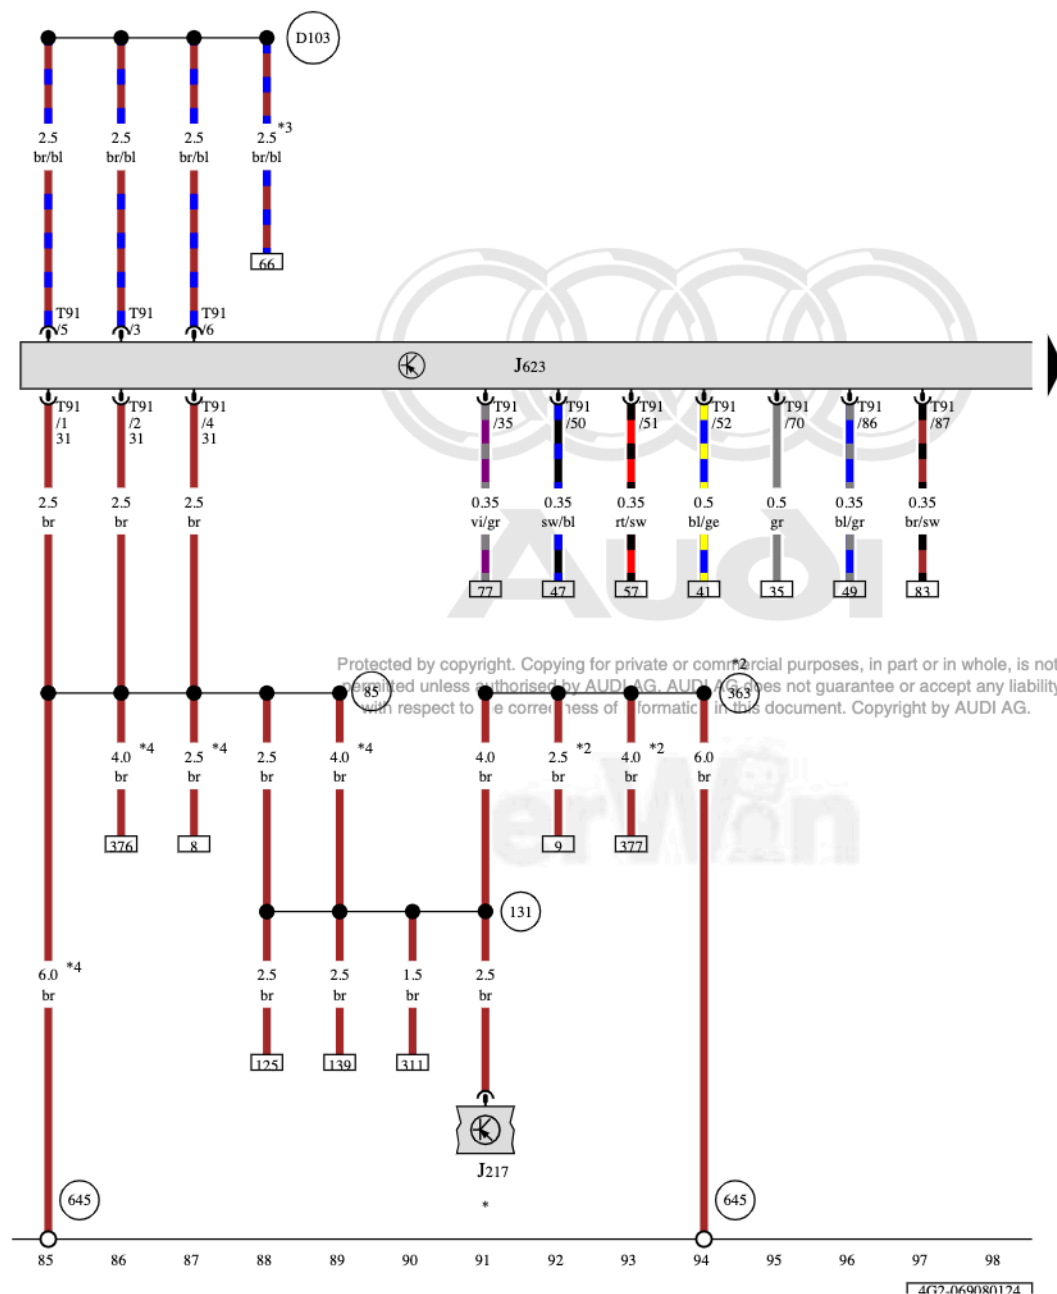 D103
*3
2.5 2.5 2.5 2.5
br/bl br/bl br/bl br/bl
66
T91 T91 T91
/5 /3 /6
J623
T91 T91 T91 T91 T91 T91 T91 T91 T91 T91
/1 /2 /4 /35 /50 /51 /52 /70 /86 /87
31 31 31
2.5 2.5 2.5 0.35 0.35 0.35 0.5 0.5 0.35 0.35
br br br vi/gr sw/bl rt/sw bl/ge gr bl/gr br/sw
77 47 57 41 35 49 83
AUDI
Protected by copyright. Copying for private or commercial purposes, in part or in whole, is not
permitted unless authorised by AUDI AG. AUDI AG does not guarantee or accept any liability
with respect to the correctness of information in this document. Copyright by AUDI AG.
*2
85 363
*4 *4 *4 *2 *2
4.0 2.5 2.5 4.0 4.0 2.5 4.0 6.0
br br br br br br br br
376 8 9 377
erWin
131
6.0 *4 2.5 2.5 1.5 2.5
br br br br br
125 139 311
J217
*
645 645
85 86 87 88 89 90 91 92 93 94 95 96 97 98
4G2-069080124